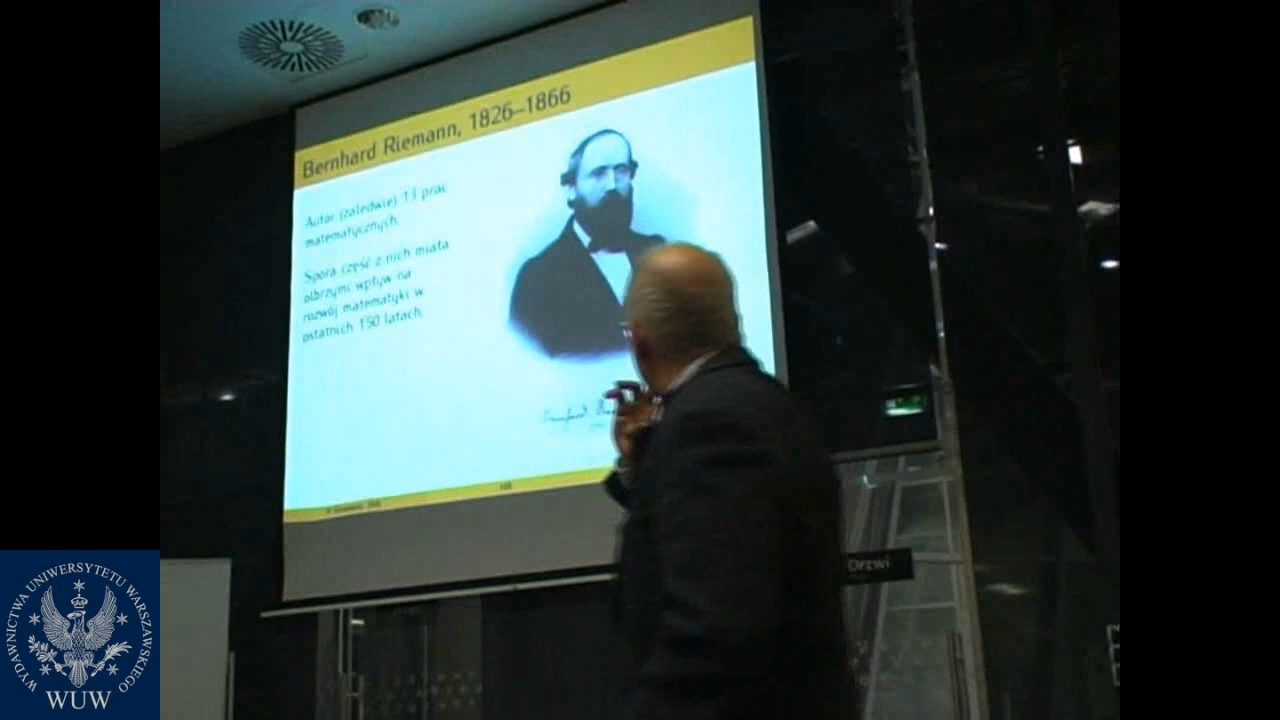 Bernhard Riemann, 1826–1866
Autor (zaledwie) 13 prac
matematycznych.
Spora część z nich miała
olbrzymi wpływ na
rozwój matematyki w
ostatnich 150 latach.
Drzwi
WYDAWNICTWA UNIWERSYTETU WARSZAWSKIEGO
WUW